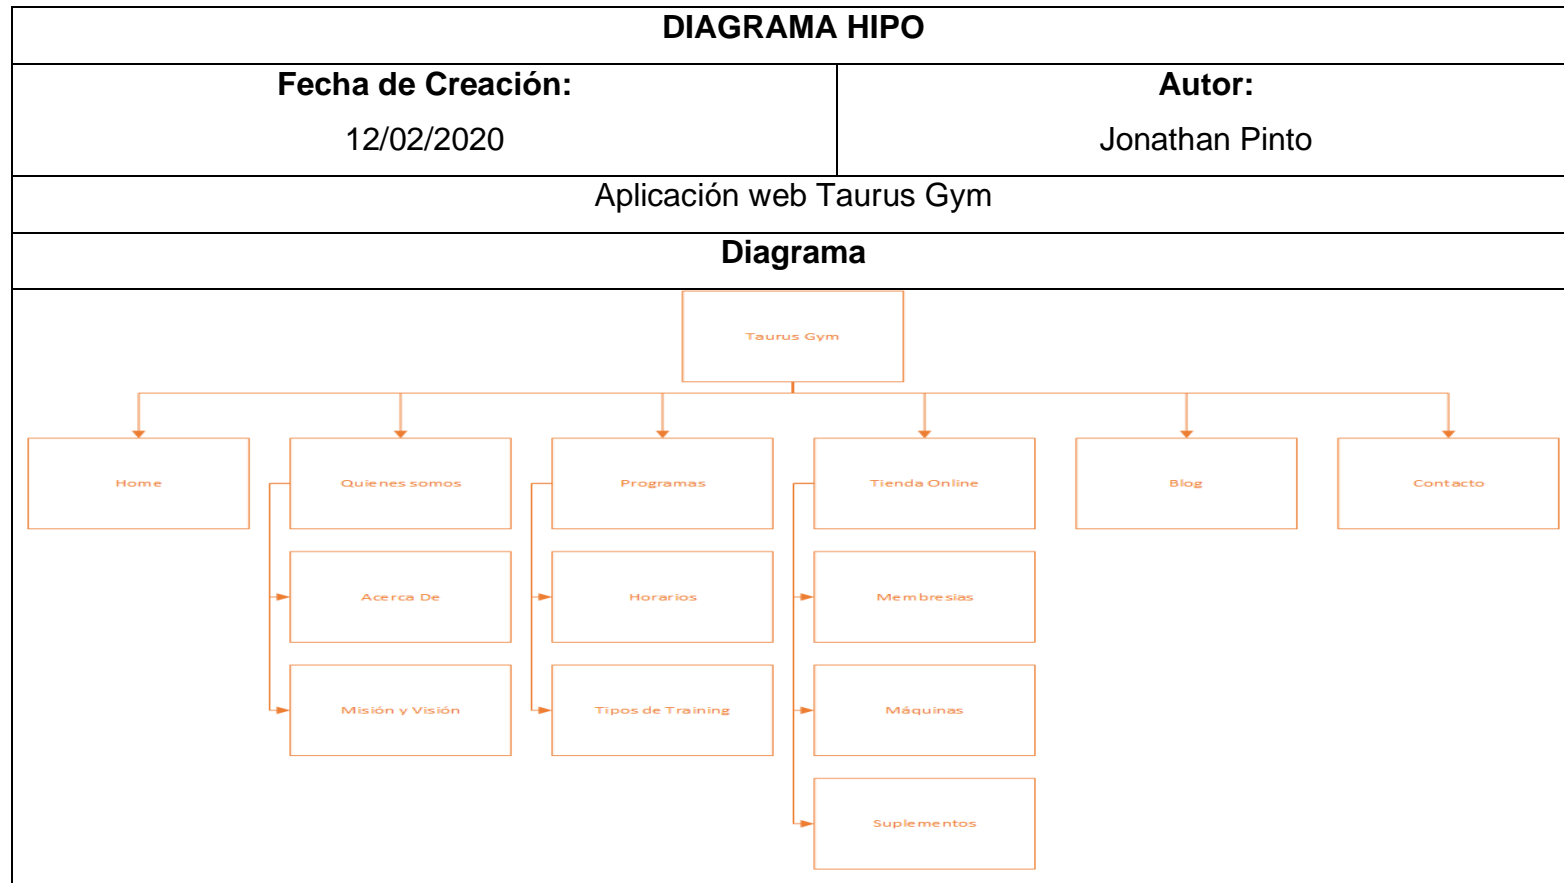 DIAGRAMA HIPO
Fecha de Creación:
12/02/2020
Autor:
Jonathan Pinto
Aplicación web Taurus Gym
Diagrama
Taurus Gym
Home
Quienes somos
Programas
Tienda Online
Blog
Contacto
Acerca De
Horarios
Membresias
Misión y Visión
Tipos de Training
Máquinas
Suplementos